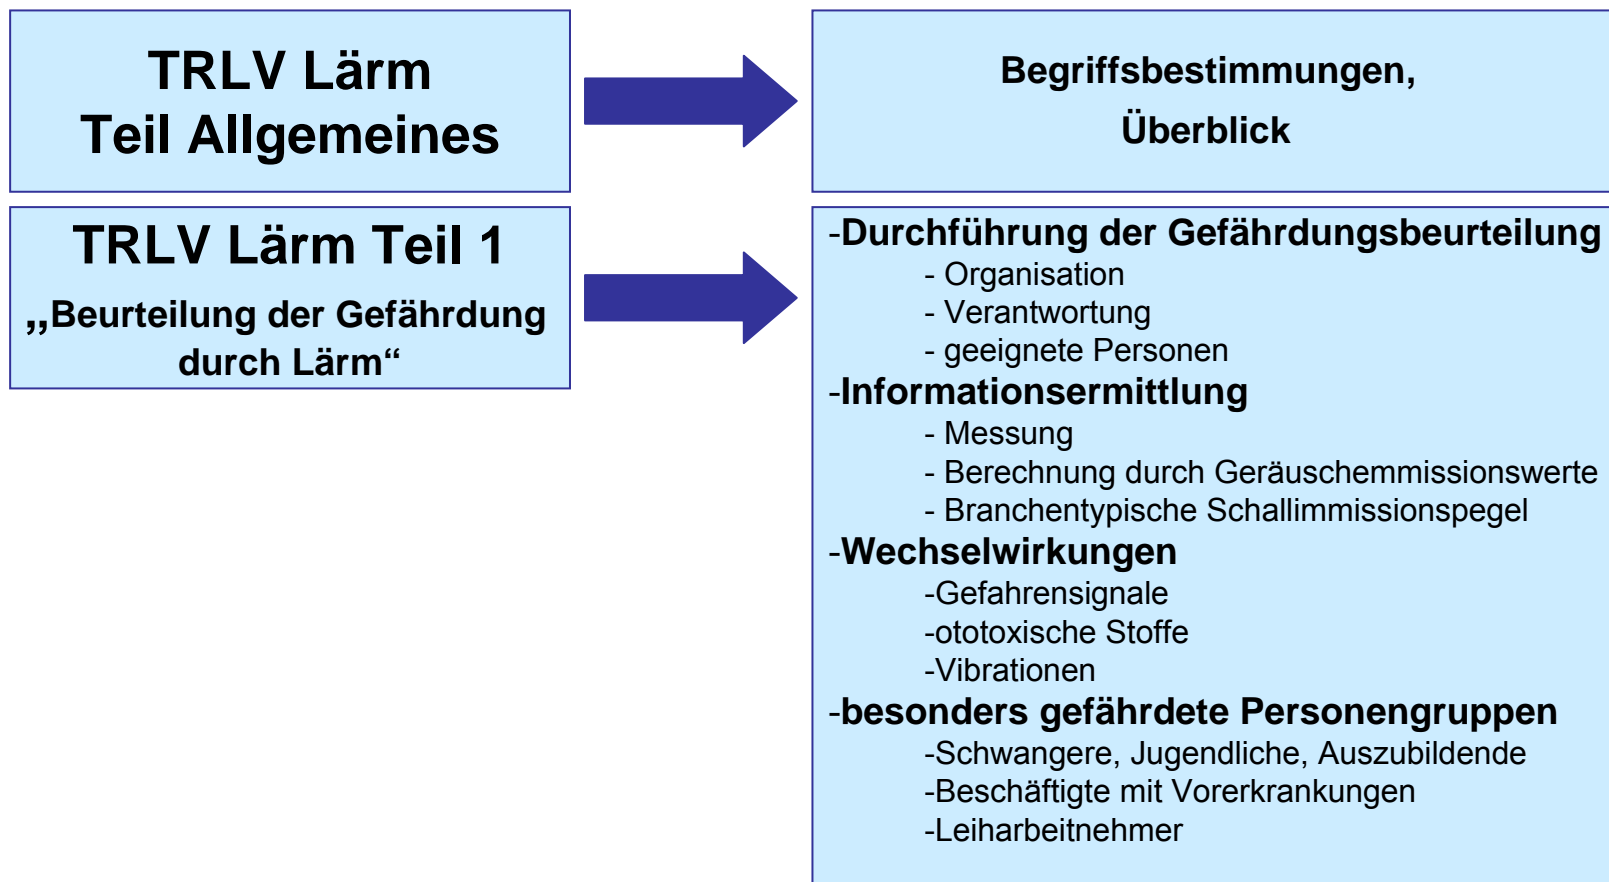 TRLV Lärm
Teil Allgemeines
Begriffsbestimmungen,
Überblick
TRLV Lärm Teil 1
„Beurteilung der Gefährdung
durch Lärm“
-Durchführung der Gefährdungsbeurteilung
- Organisation
- Verantwortung
- geeignete Personen
-Informationsermittlung
- Messung
- Berechnung durch Geräuschemmissionswerte
- Branchentypische Schallimmissionspegel
-Wechselwirkungen
-Gefahrensignale
-ototoxische Stoffe
-Vibrationen
-besonders gefährdete Personengruppen
-Schwangere, Jugendliche, Auszubildende
-Beschäftigte mit Vorerkrankungen
-Leiharbeitnehmer